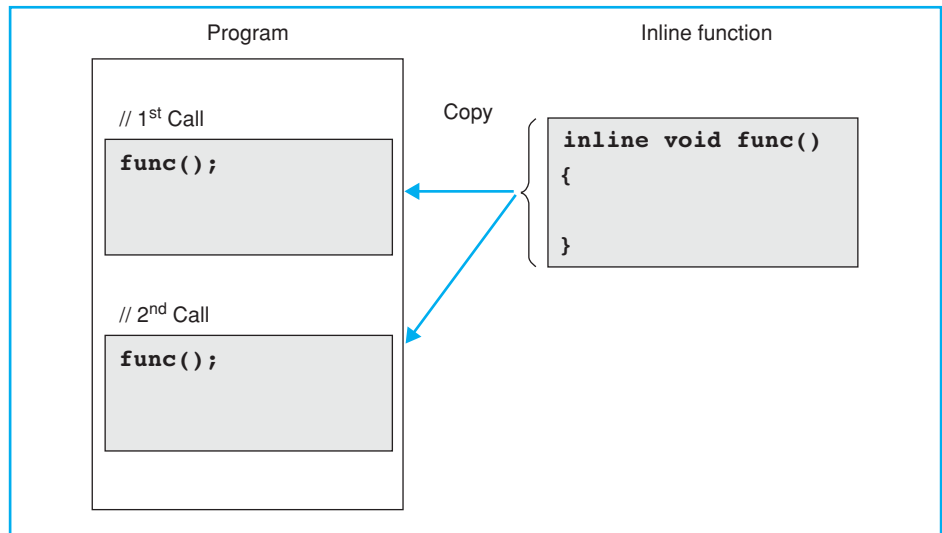 Program
Inline function
// 1st Call
func();
Copy
inline void func()
{
}
// 2nd Call
func();